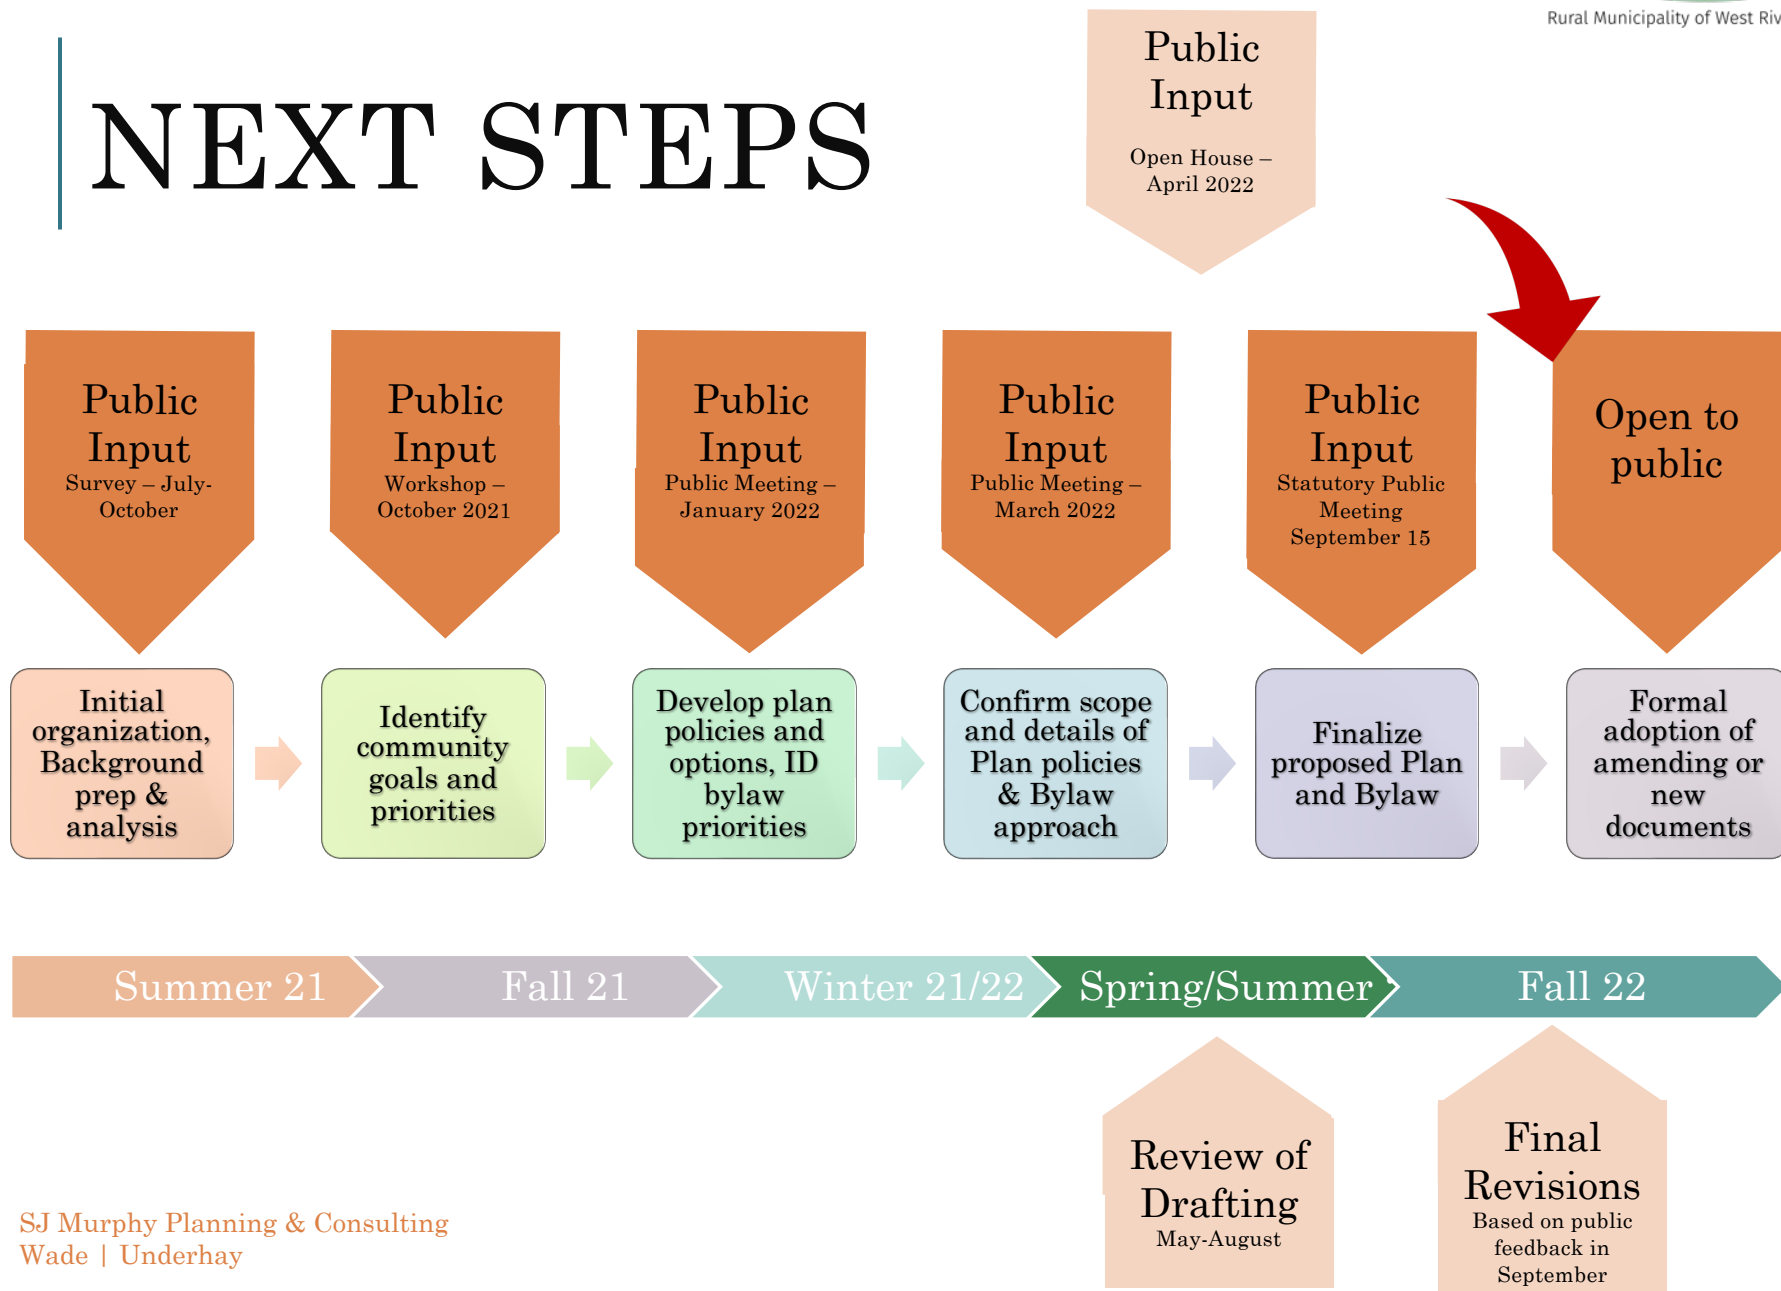 Rural Municipality of West Riv
NEXT STEPS
Public
Input
Open House –
April 2022
Public
Input
Survey – July-
October
Public
Input
Workshop –
October 2021
Public
Input
Public Meeting –
January 2022
Public
Input
Public Meeting –
March 2022
Public
Input
Statutory Public
Meeting
September 15
Open to
public
Initial
organization,
Background
prep &
analysis
Identify
community
goals and
priorities
Develop plan
policies and
options, ID
bylaw
priorities
Confirm scope
and details of
Plan policies
& Bylaw
approach
Finalize
proposed Plan
and Bylaw
Formal
adoption of
amending or
new
documents
Summer 21
Fall 21
Winter 21/22
Spring/Summer
Fall 22
Review of
Drafting
May-August
Final
Revisions
Based on public
feedback in
September
SJ Murphy Planning & Consulting
Wade | Underhay